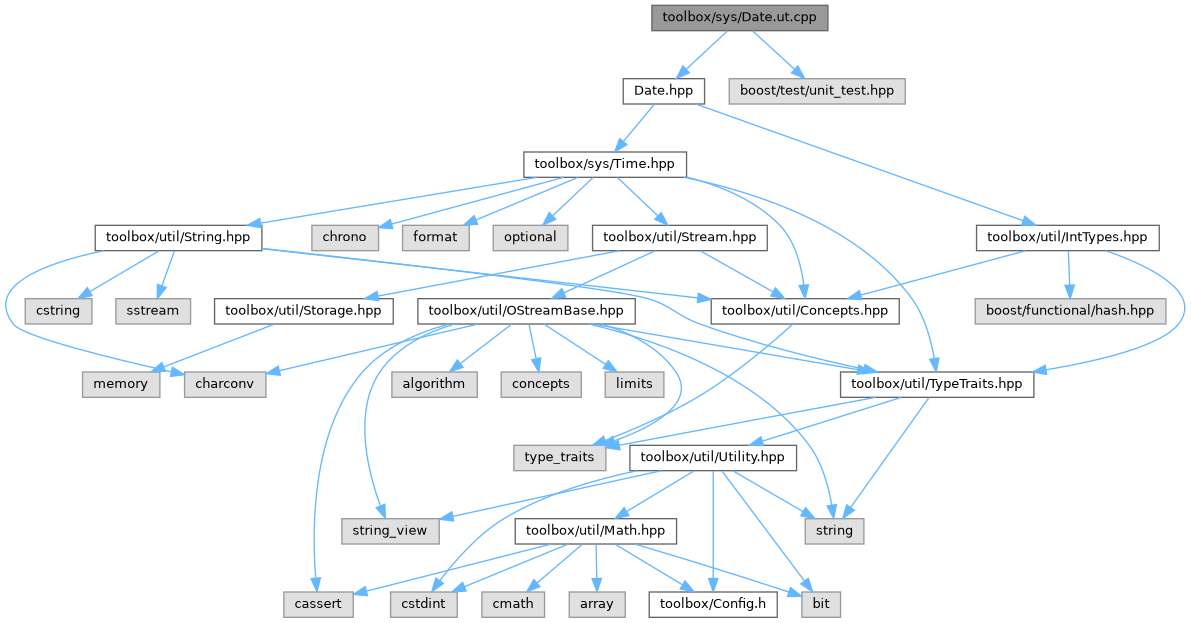 toolbox/sys/Date.ut.cpp
Date.hpp
boost/test/unit_test.hpp
toolbox/sys/Time.hpp
toolbox/util/String.hpp
chrono
format
optional
toolbox/util/Stream.hpp
toolbox/util/IntTypes.hpp
cstring
sstream
toolbox/util/Storage.hpp
toolbox/util/OStreamBase.hpp
toolbox/util/Concepts.hpp
boost/functional/hash.hpp
memory
charconv
algorithm
concepts
limits
toolbox/util/TypeTraits.hpp
type_traits
toolbox/util/Utility.hpp
string_view
toolbox/util/Math.hpp
string
cassert
cstdint
cmath
array
toolbox/Config.h
bit